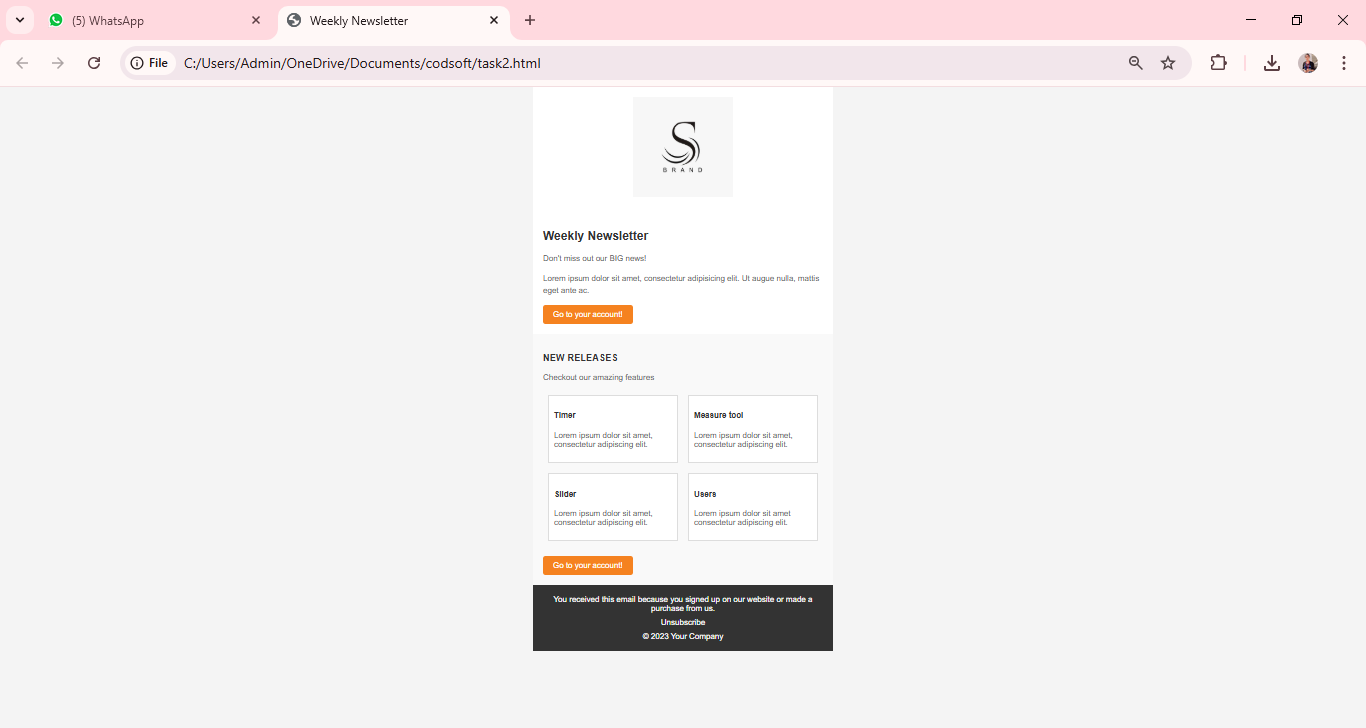 (5) WhatsApp
Weekly Newsletter
File
C:/Users/Admin/OneDrive/Documents/codsoft/task2.html
S
BRAND
Weekly Newsletter
Don't miss out our BIG news!
Lorem ipsum dolor sit amet, consectetur adipisicing elit. Ut augue nulla, mattis
eget ante ac.
Go to your account!
NEW RELEASES
Checkout our amazing features
Timer
Lorem ipsum dolor sit amet,
consectetur adipiscing elit.
Measure tool
Lorem ipsum dolor sit amet,
consectetur adipiscing elit.
Slider
Lorem ipsum dolor sit amet,
consectetur adipiscing elit.
Users
Lorem ipsum dolor sit amet
consectetur adipiscing elit.
Go to your account!
You received this email because you signed up on our website or made a
purchase from us.
Unsubscribe
© 2023 Your Company